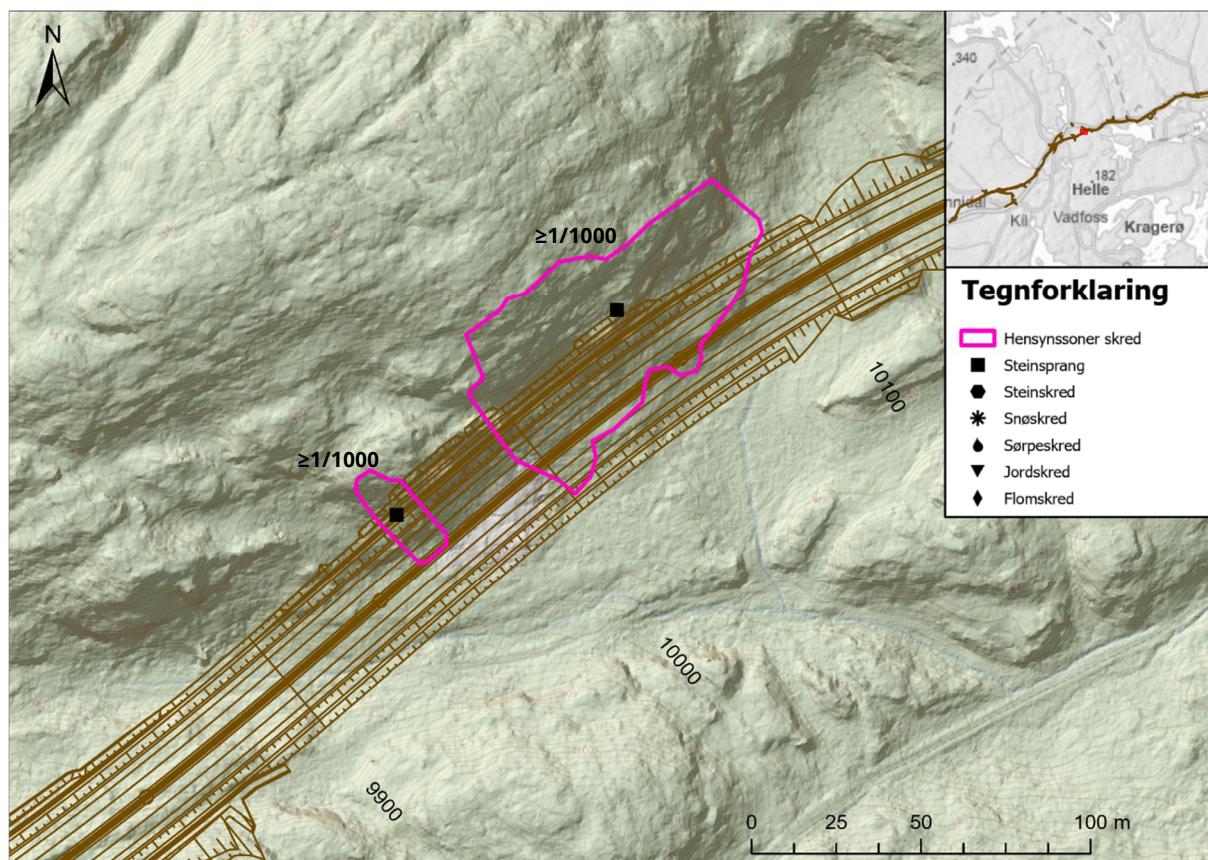 N
≥1/1000
≥1/1000
10100
10000
9900
0 25 50 100 m
.340
.182
Helle
Kil
Vadfoss
Kragerø
Tegnforklaring
Hensynssoner skred
Steinsprang
Steinskred
Snøskred
Sørpeskred
Jordskred
Flomskred